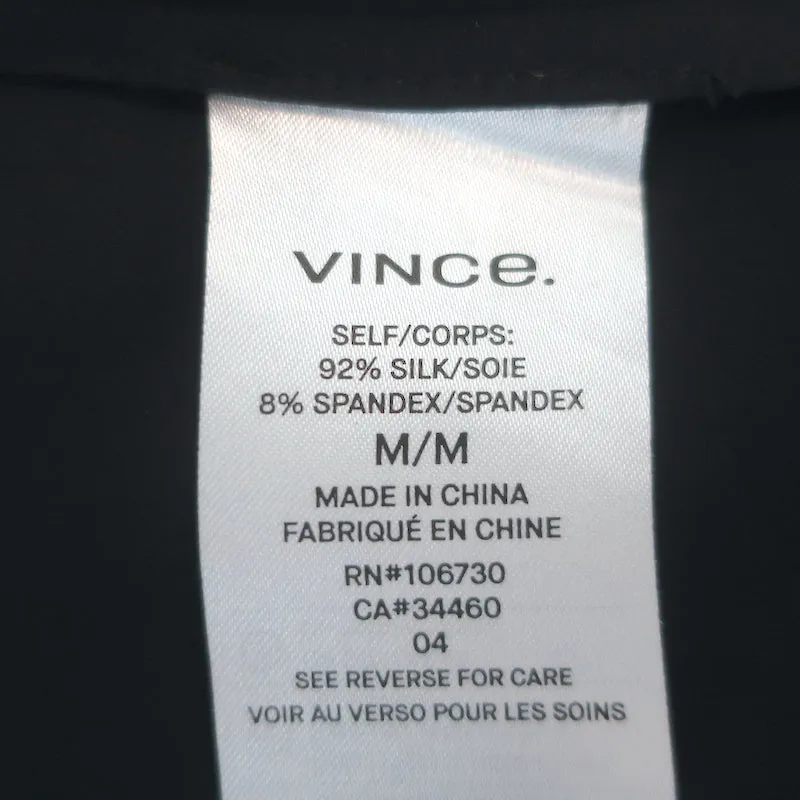 VINCe.
SELF/CORPS:
92% SILK/SOIE
8% SPANDEX/SPANDEX
M/M
MADE IN CHINA
FABRIQUÉ EN CHINE
RN#106730
CA#34460
04
SEE REVERSE FOR CARE
VOIR AU VERSO POUR LES SOINS